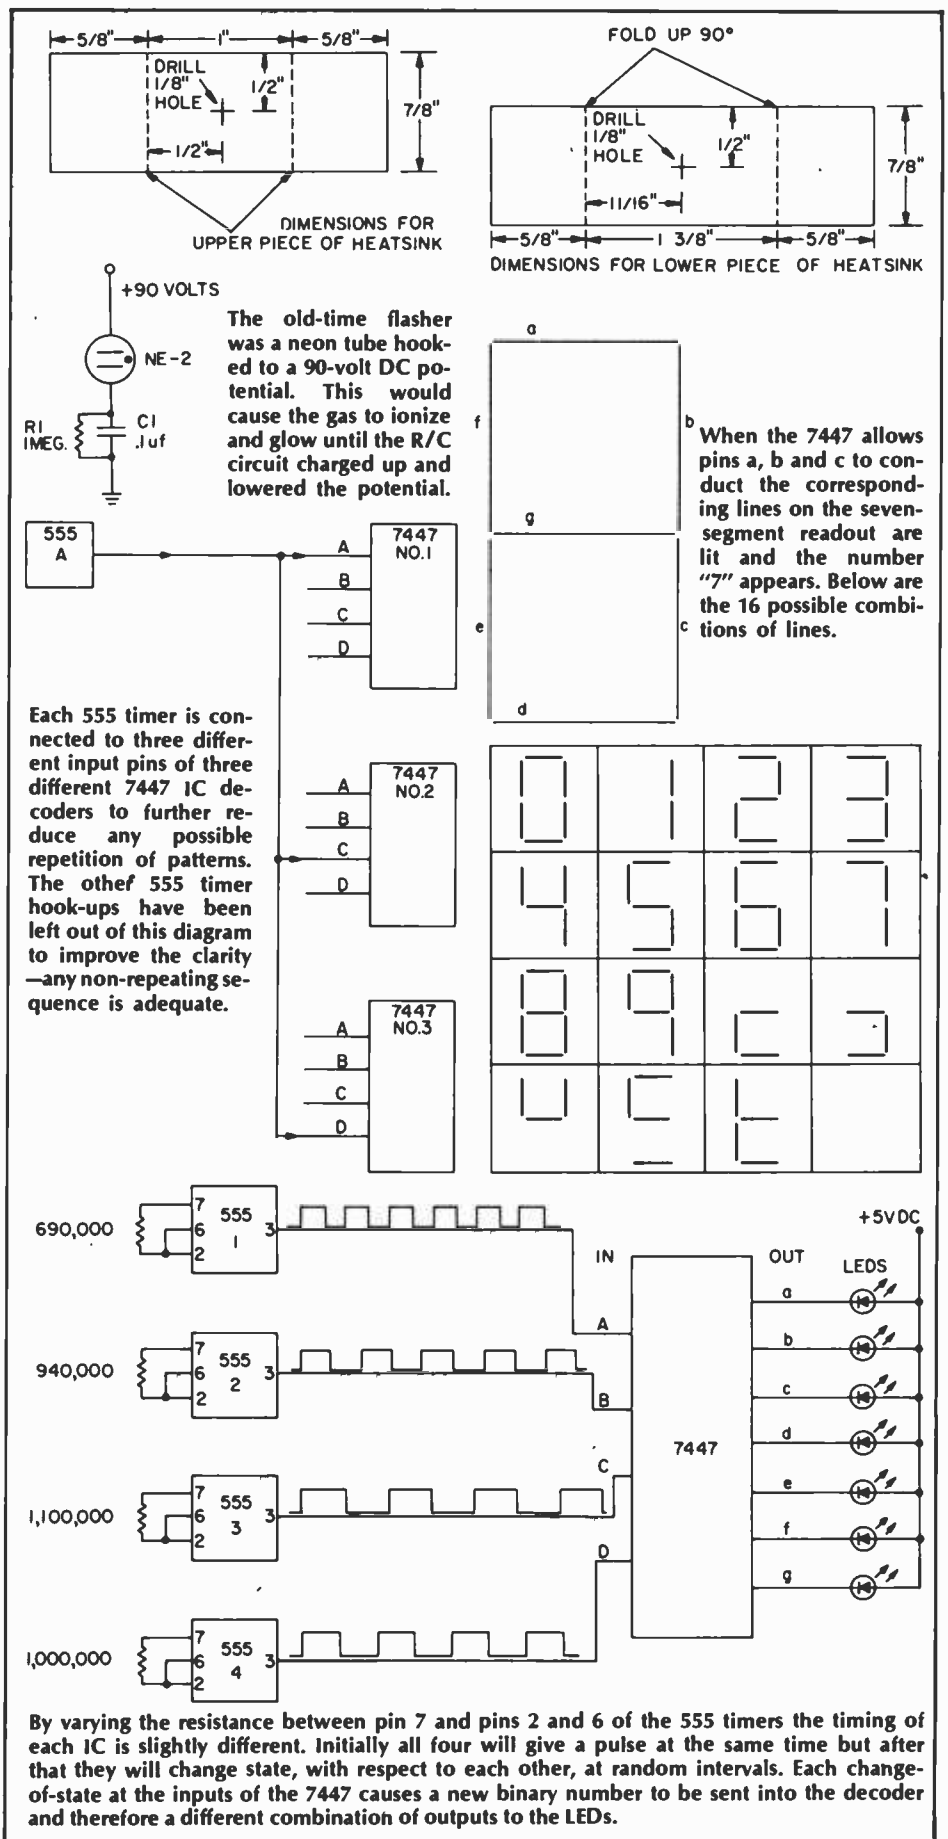 5/8" 1" 5/8"
DRILL
1/8"
HOLE
1/2"
7/8"
1/2"
DIMENSIONS FOR
UPPER PIECE OF HEATSINK
FOLD UP 90°
DRILL
1/8"
HOLE
1/2"
7/8"
11/16"
5/8" 1 3/8" 5/8"
DIMENSIONS FOR LOWER PIECE OF HEATSINK
+90 VOLTS
NE-2
R1
1MEG.
C1
.1uf
The old-time flasher
was a neon tube hook-
ed to a 90-volt DC po-
tential. This would
cause the gas to ionize
and glow until the R/C
circuit charged up and
lowered the potential.
a
f
b
g
e
c
d
When the 7447 allows
pins a, b and c to con-
duct the correspond-
ing lines on the seven-
segment readout are
lit and the number
"7" appears. Below are
the 16 possible combi-
tions of lines.
555
A
7447
NO.1
A
B
C
D
Each 555 timer is con-
nected to three differ-
ent input pins of three
different 7447 IC de-
coders to further re-
duce any possible
repetition of patterns.
The other 555 timer
hook-ups have been
left out of this diagram
to improve the clarity
—any non-repeating se-
quence is adequate.
7447
NO.2
A
B
C
D
7447
NO.3
A
B
C
D
0 1 2 3
4 5 6 7
8 9
690,000
7
6
2
555
1
3
940,000
7
6
2
555
2
3
1,100,000
7
6
2
555
3
3
1,000,000
7
6
2
555
4
3
IN
A
B
C
D
7447
OUT
a
b
c
d
e
f
g
LEDS
+5VDC
By varying the resistance between pin 7 and pins 2 and 6 of the 555 timers the timing of
each IC is slightly different. Initially all four will give a pulse at the same time but after
that they will change state, with respect to each other, at random intervals. Each change-
of-state at the inputs of the 7447 causes a new binary number to be sent into the decoder
and therefore a different combination of outputs to the LEDs.